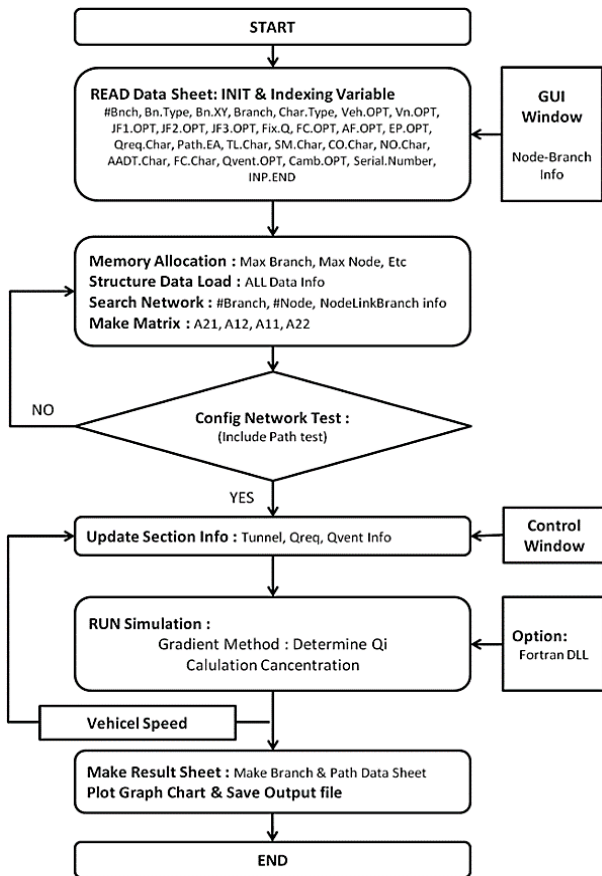 START
READ Data Sheet: INIT & Indexing Variable
#Bnch, Bn.Type, Bn.XY, Branch, Char.Type, Veh.OPT, Vn.OPT,
JF1.OPT, JF2.OPT, JF3.OPT, Fix.Q, FC.OPT, AF.OPT, EP.OPT,
Qreq.Char, Path.EA, TL.Char, SM.Char, CO.Char, NO.Char,
AADT.Char, FC.Char, Qvent.OPT, Camb.OPT, Serial.Number,
INP.END
GUI
Window
Node-Branch
Info
Memory Allocation : Max Branch, Max Node, Etc
Structure Data Load : ALL Data Info
Search Network : #Branch, #Node, NodeLinkBranch info
Make Matrix : A21, A12, A11, A22
NO
Config Network Test :
(Include Path test)
YES
Update Section Info : Tunnel, Qreq, Qvent Info
Control
Window
RUN Simulation :
Gradient Method : Determine Qi
Calulation Cancentration
Option:
Fortran DLL
Vehicel Speed
Make Result Sheet : Make Branch & Path Data Sheet
Plot Graph Chart & Save Output file
END